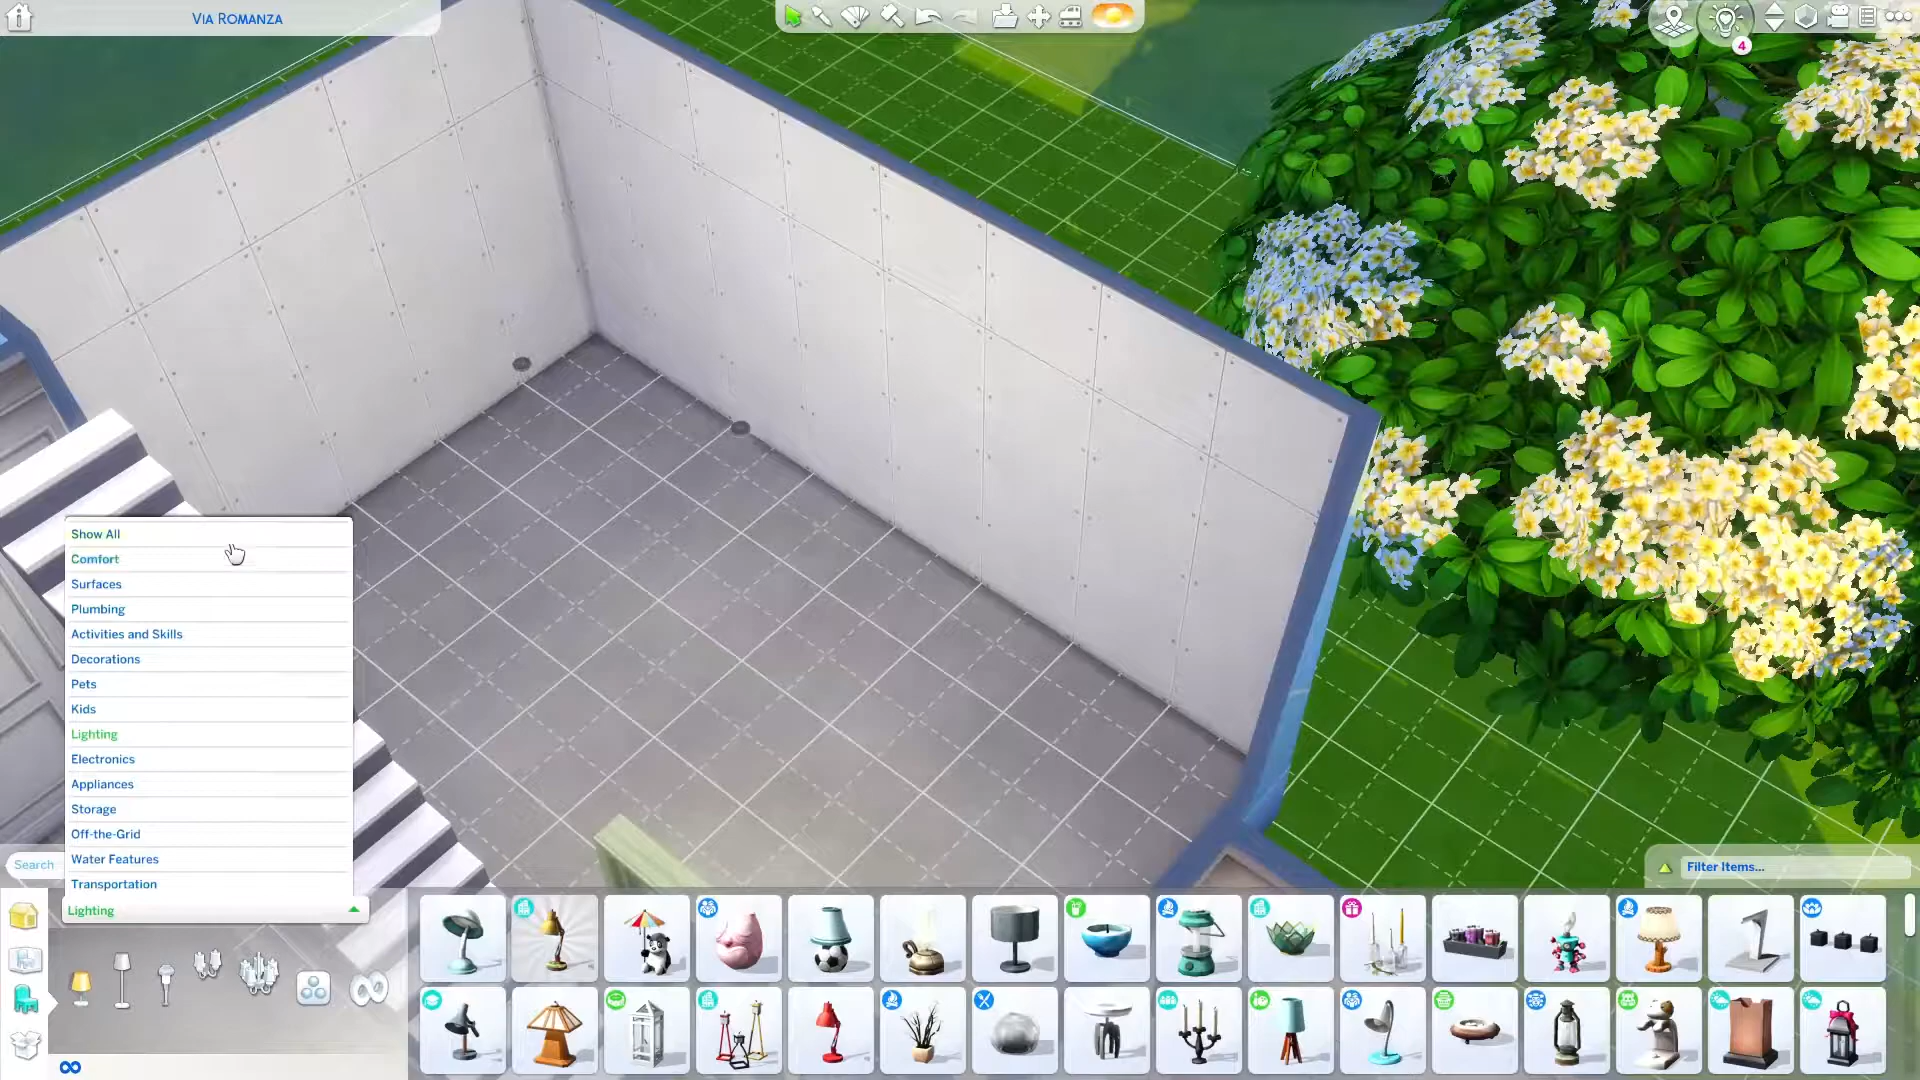 Via Romanza
4
Show All
Comfort
Surfaces
Plumbing
Activities and Skills
Decorations
Pets
Kids
Lighting
Electronics
Appliances
Storage
Off-the-Grid
Water Features
Transportation
Search
Lighting
Filter Items...